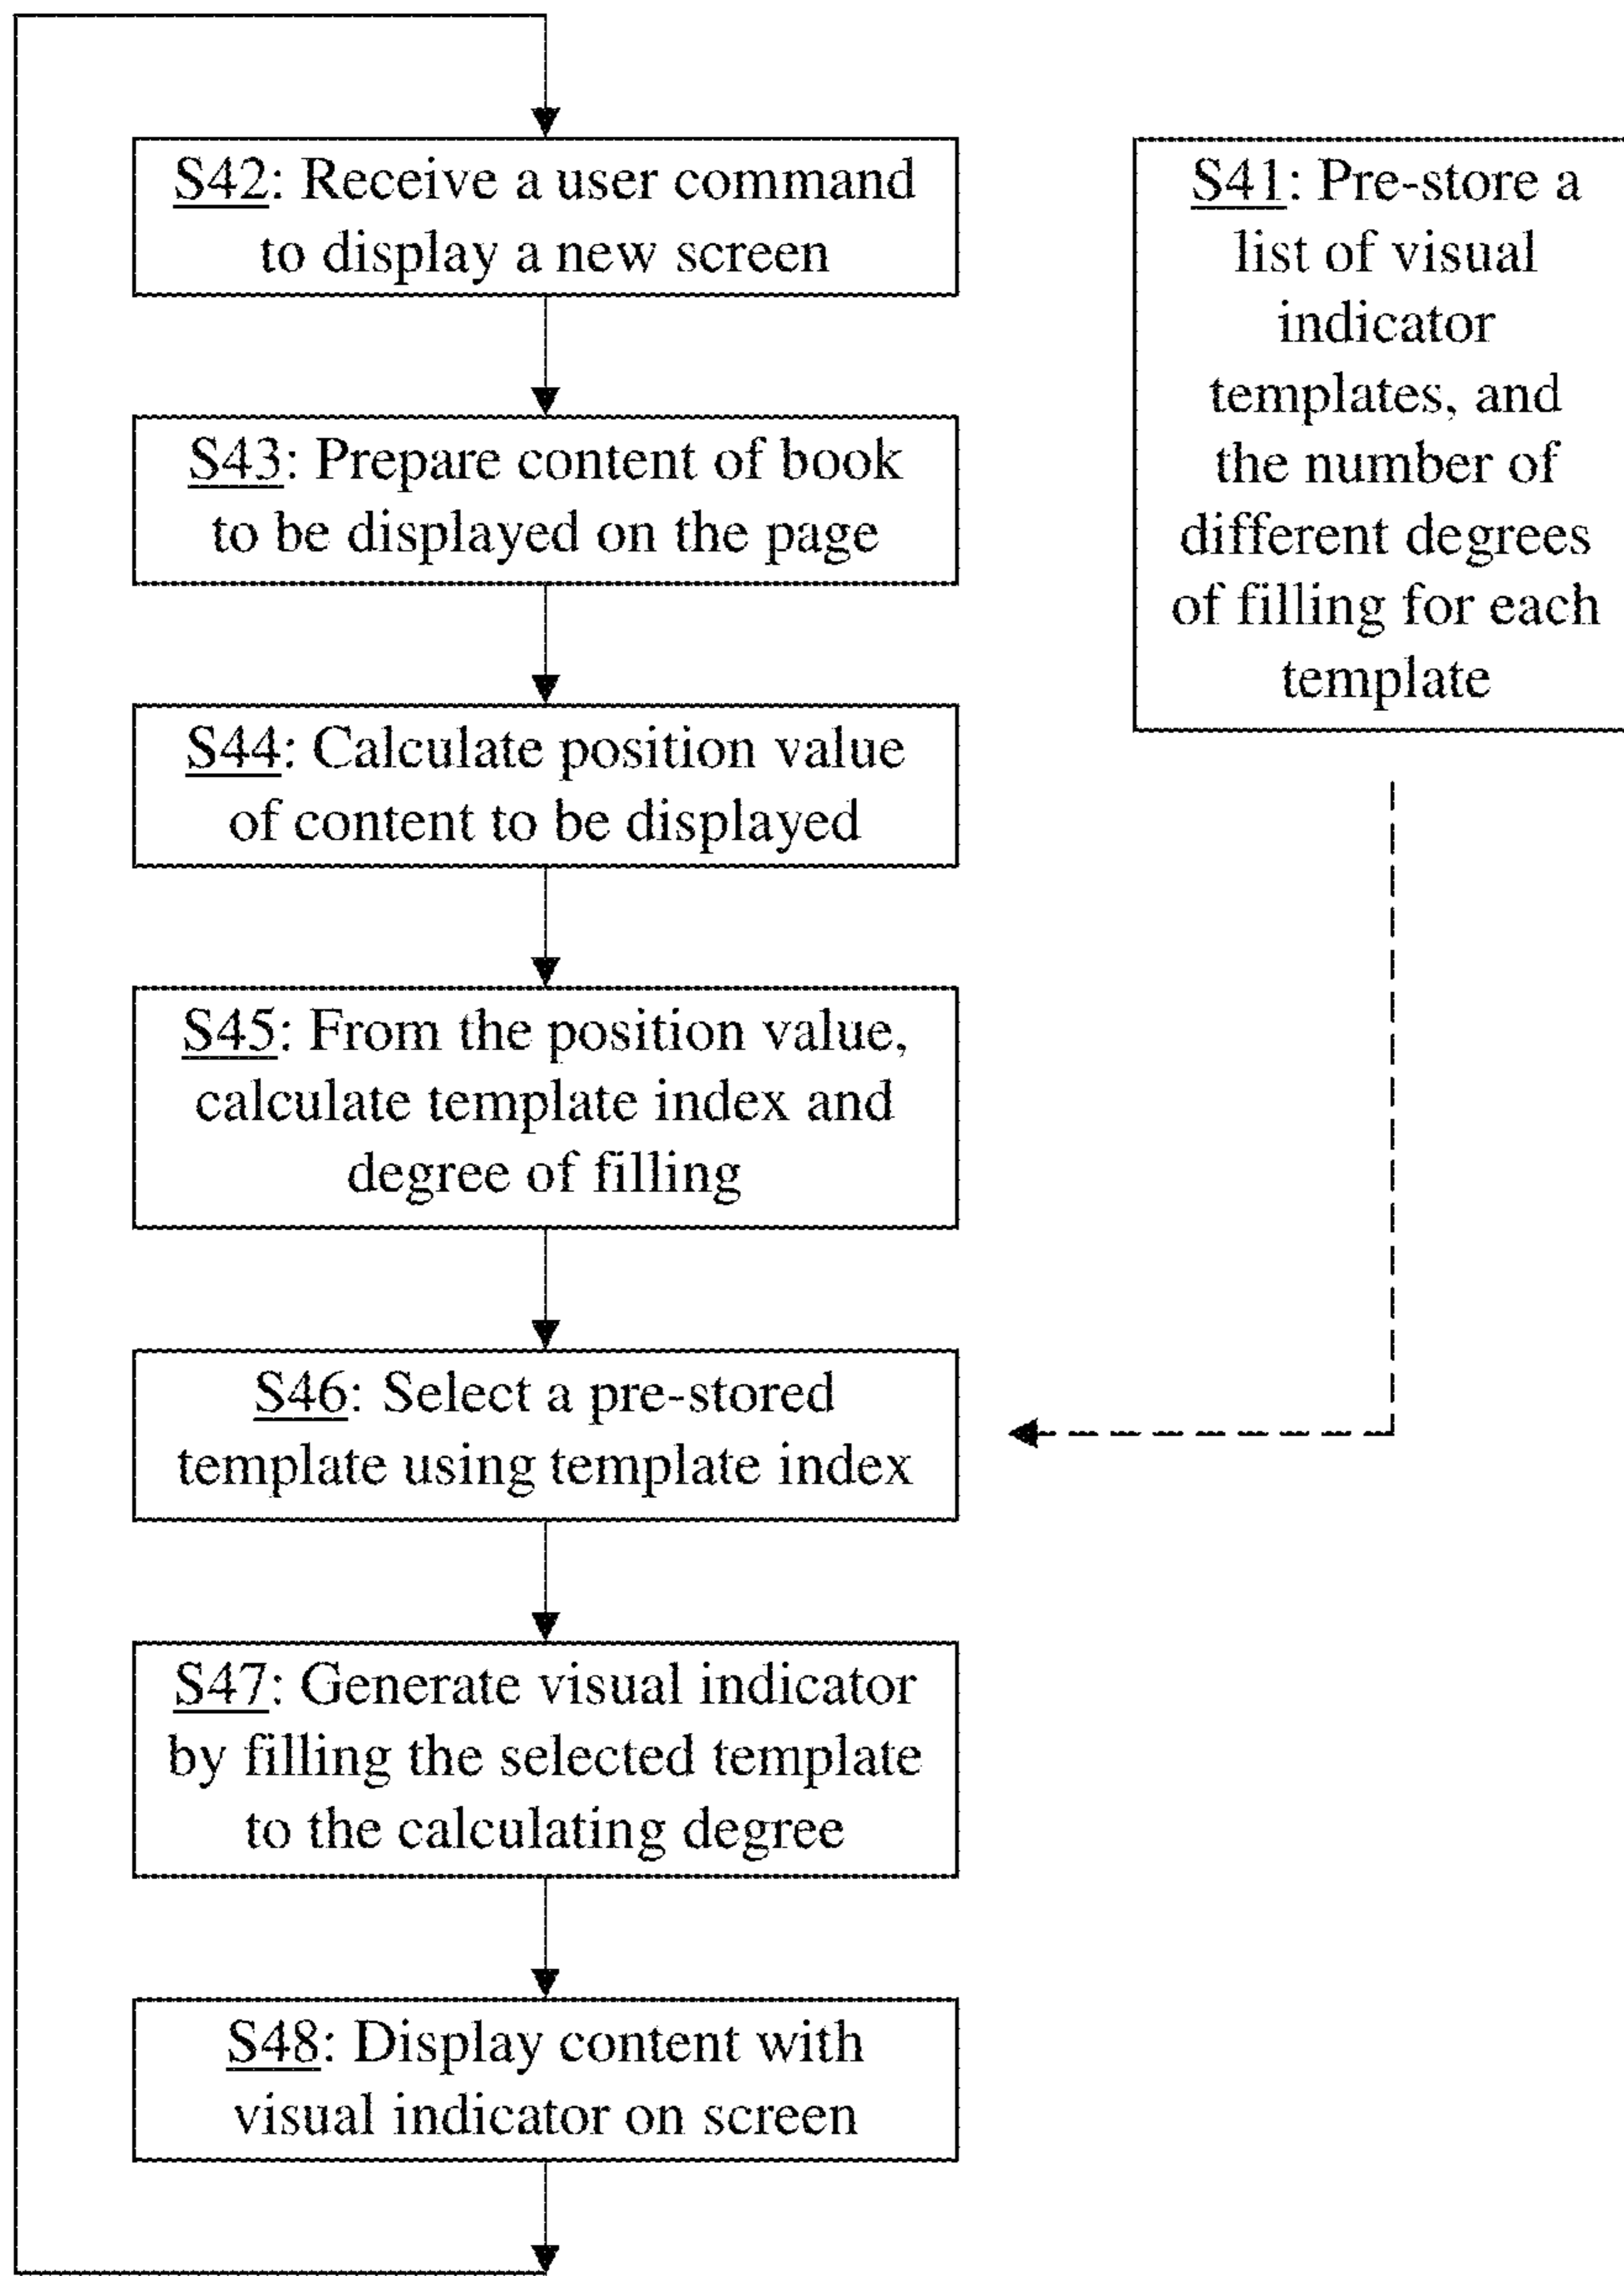 S42: Receive a user command
to display a new screen
S41: Pre-store a
list of visual
indicator
templates, and
the number of
different degrees
of filling for each
template
S43: Prepare content of book
to be displayed on the page
S44: Calculate position value
of content to be displayed
S45: From the position value,
calculate template index and
degree of filling
S46: Select a pre-stored
template using template index
S47: Generate visual indicator
by filling the selected template
to the calculating degree
S48: Display content with
visual indicator on screen